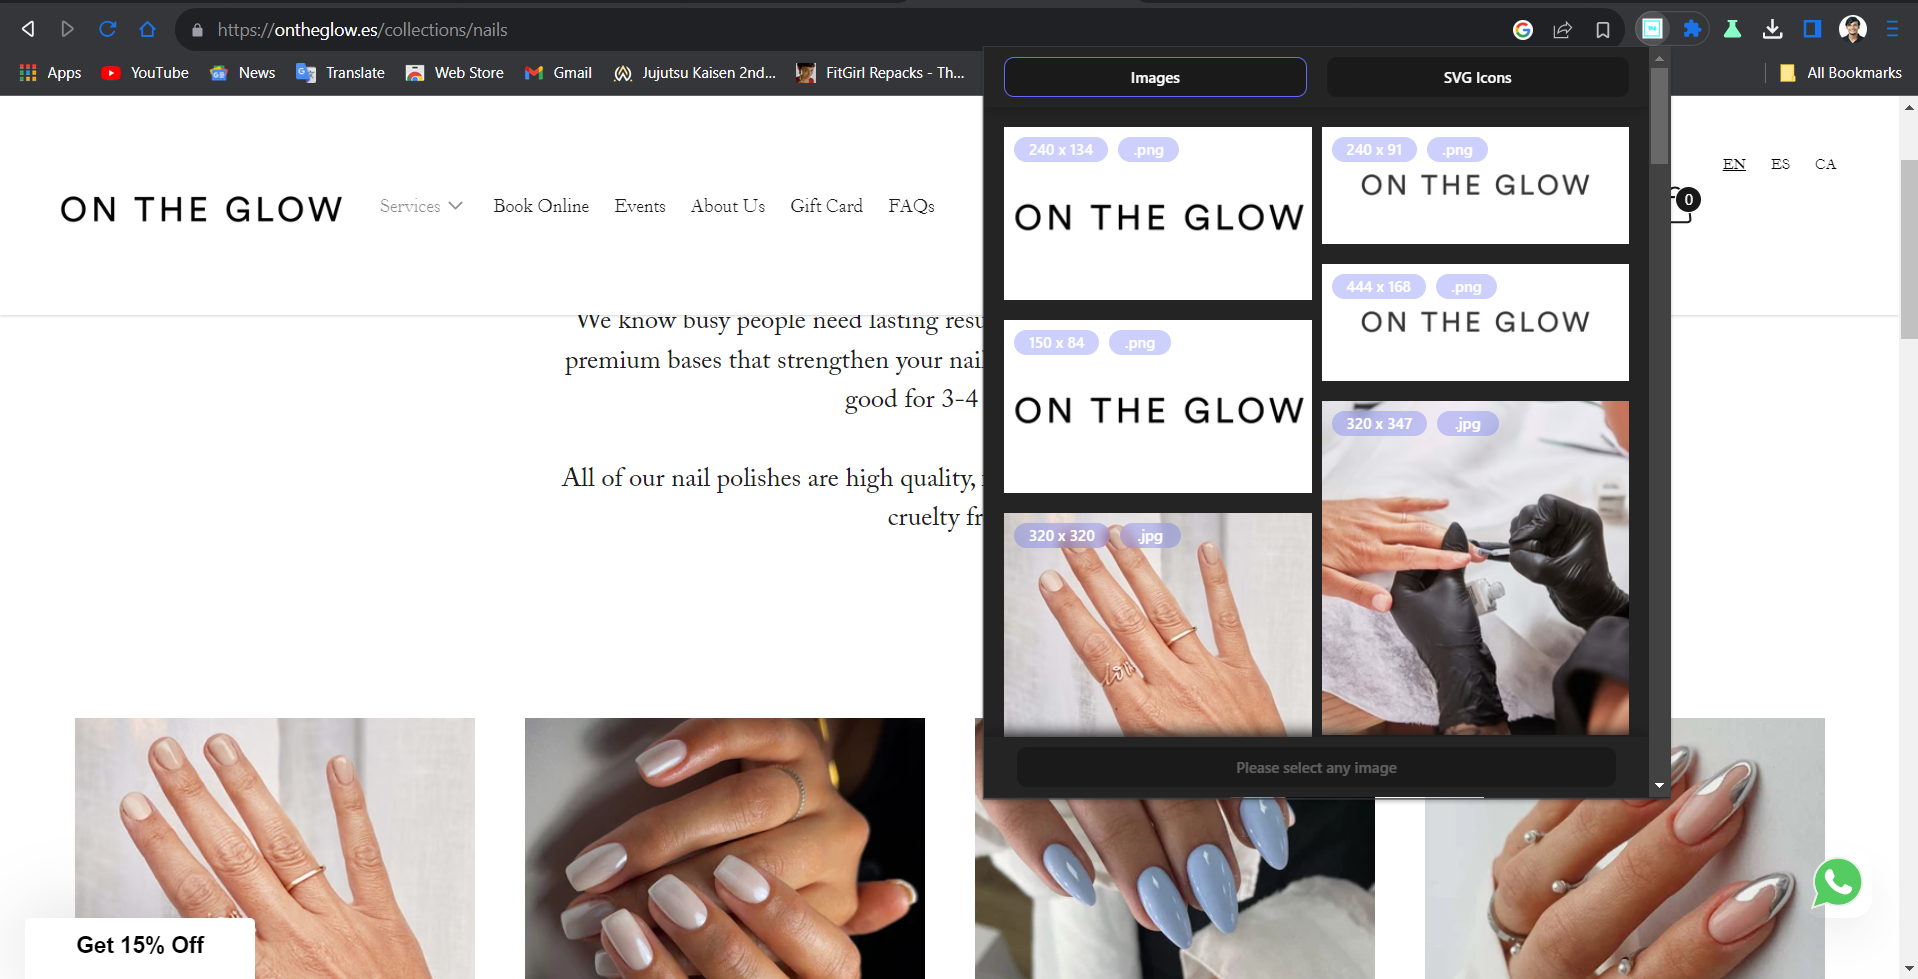 https://ontheglow.es/collections/nails
Apps YouTube News Translate Web Store Gmail Jujutsu Kaisen 2nd... FitGirl Repacks - Th... All Bookmarks
Images SVG Icons
EN ES CA
ON THE GLOW Services Book Online Events About Us Gift Card FAQs
0
240 x 134 .png
ON THE GLOW
240 x 91 .png
ON THE GLOW
444 x 168 .png
ON THE GLOW
150 x 84 .png
ON THE GLOW
320 x 347 .jpg
320 x 320 .jpg
Please select any image
We know busy people need lasting
premium bases that strengthen your
good for 3-4
All of our nail polishes are high quality,
cruelty
Get 15% Off